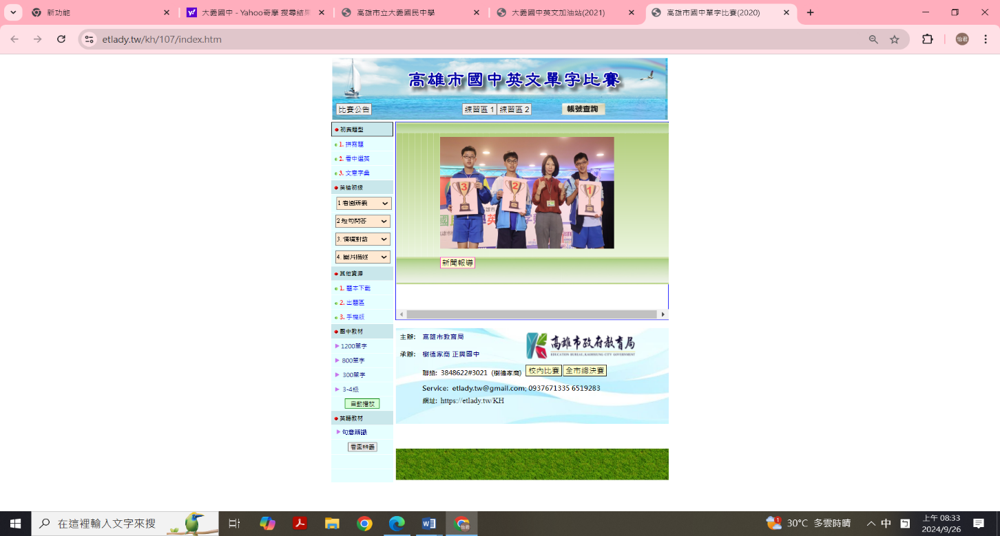 新功能
大義國中 - Yahoo奇摩 搜尋結果
高雄市立大義國民中學
大義國中英文加油站(2021)
高雄市國中單字比賽(2020)
etlady.tw/kh/107/index.htm
怡君
高雄市國中英文單字比賽
比賽公告
練習區 1
練習區 2
帳號查詢
初賽題型
1. 拼寫題
2. 看中選英
3. 文意字彙
英檢初級
1 看圖辨義
2 短句問答
3. 情境對話
4. 圖片描述
其他資源
1. 題本下載
2. 出題區
3. 手機版
國中教材
1200單字
800單字
300單字
3-4級
自動播放
英聽教材
句意辨識
看圖辨義
3
2
1
新聞報導
主辦: 高雄市教育局
高雄市政府教育局
EDUCATION BUREAU, KAOHSIUNG CITY GOVERNMENT
承辦: 樹德家商 正興國中
聯絡: 3848622#3021 (樹德家商)
校內比賽
全市總決賽
Service: etlady.tw@gmail.com; 0937671335 6519283
網址: https://etlady.tw/KH
在這裡輸入文字來搜
1
30°C 多雲時晴
中
上午 08:33
2024/9/26